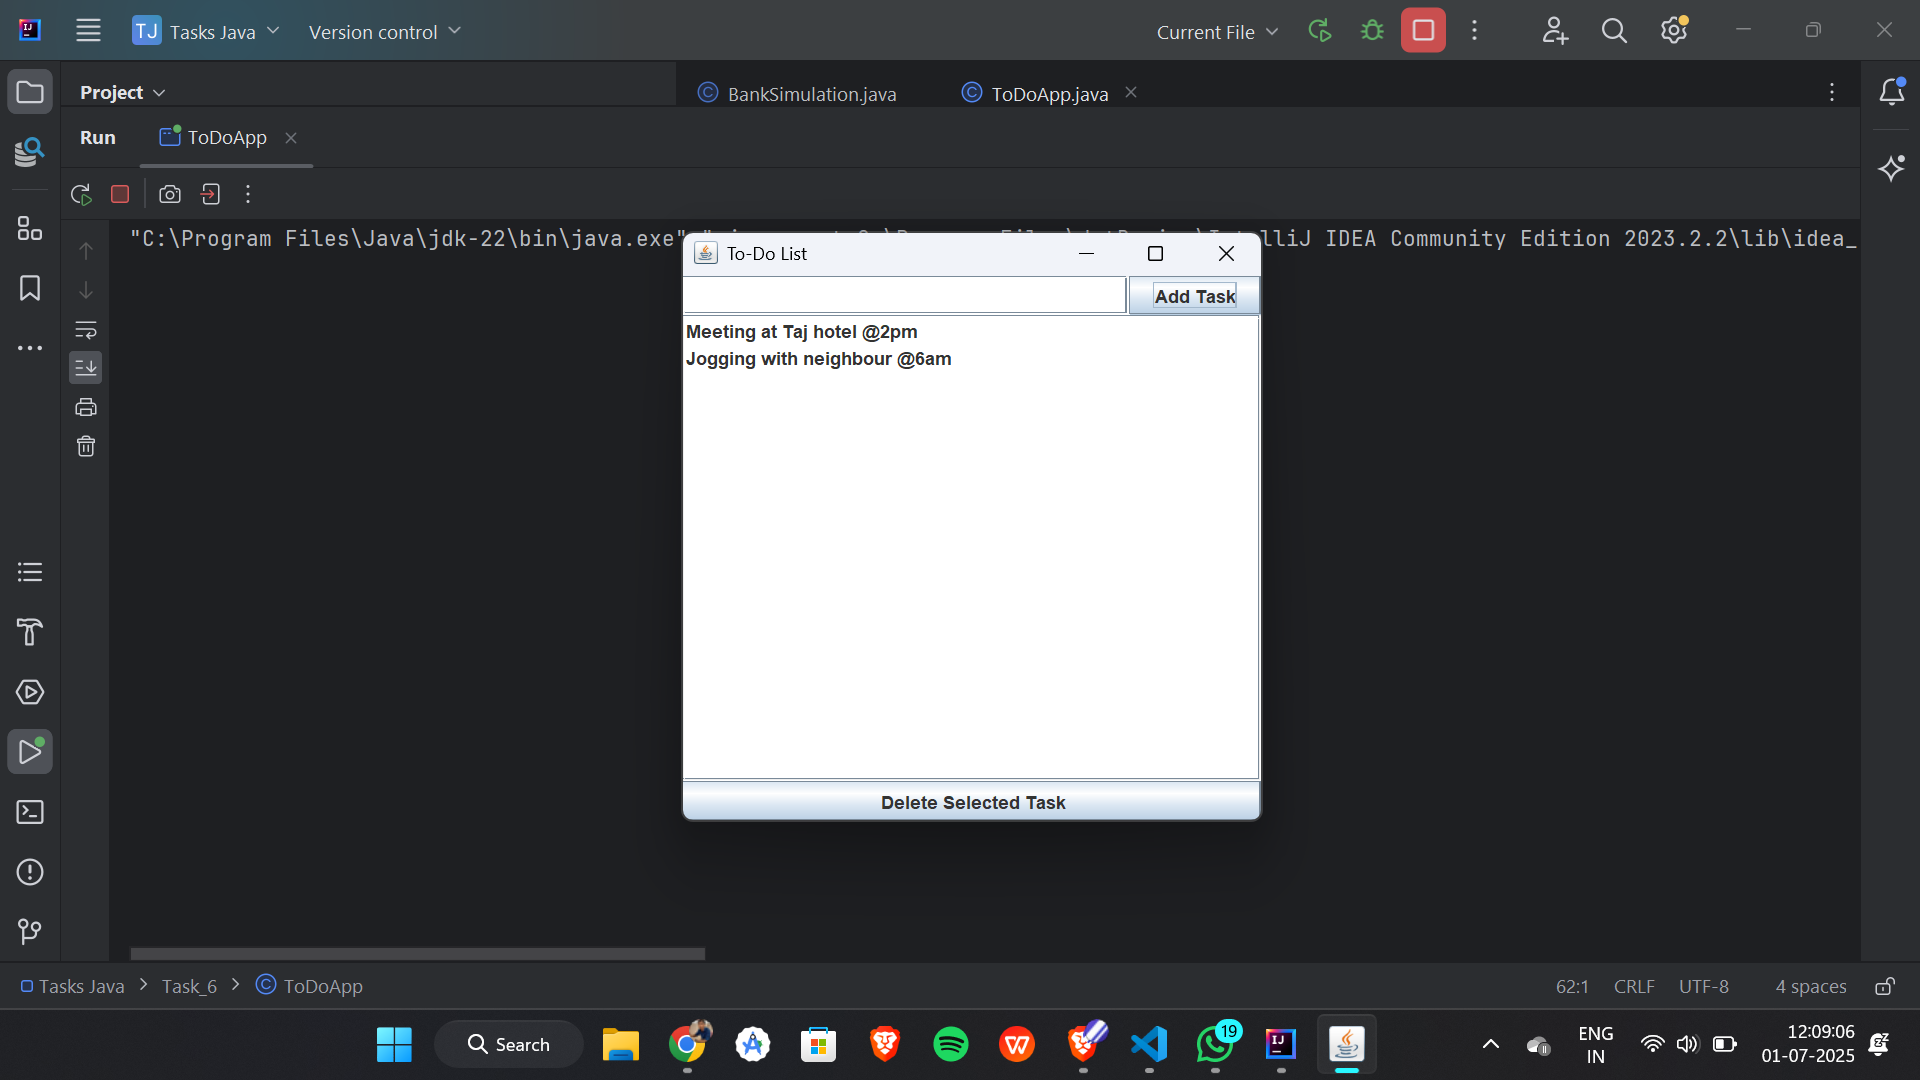 TJ Tasks Java Version control Current File
Project BankSimulation.java ToDoApp.java
Run ToDoApp
"C:\Program Files\Java\jdk-22\bin\java.exe" IntelliJ IDEA Community Edition 2023.2.2\lib\idea_
To-Do List
Add Task
Meeting at Taj hotel @2pm
Jogging with neighbour @6am
Delete Selected Task
Tasks Java > Task_6 > ToDoApp 62:1 CRLF UTF-8 4 spaces
Search 19 ENG 12:09:06
IN 01-07-2025